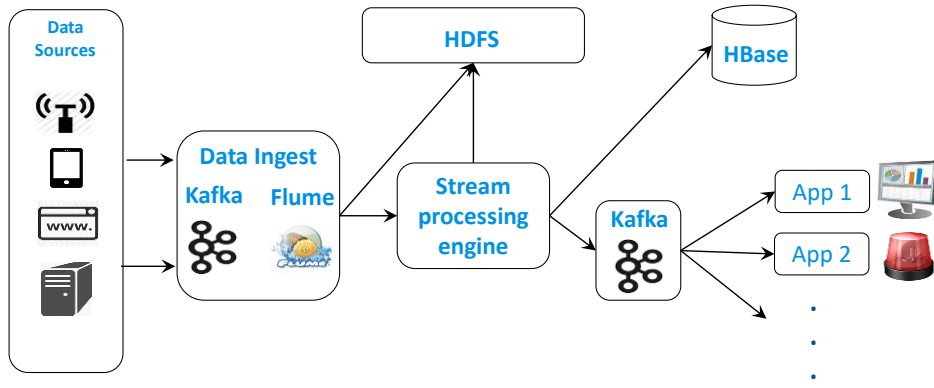 Data
Sources
www.
Data Ingest
Kafka
Flume
HDFS
Stream
processing
engine
HBase
Kafka
App 1
App 2
.
.
.